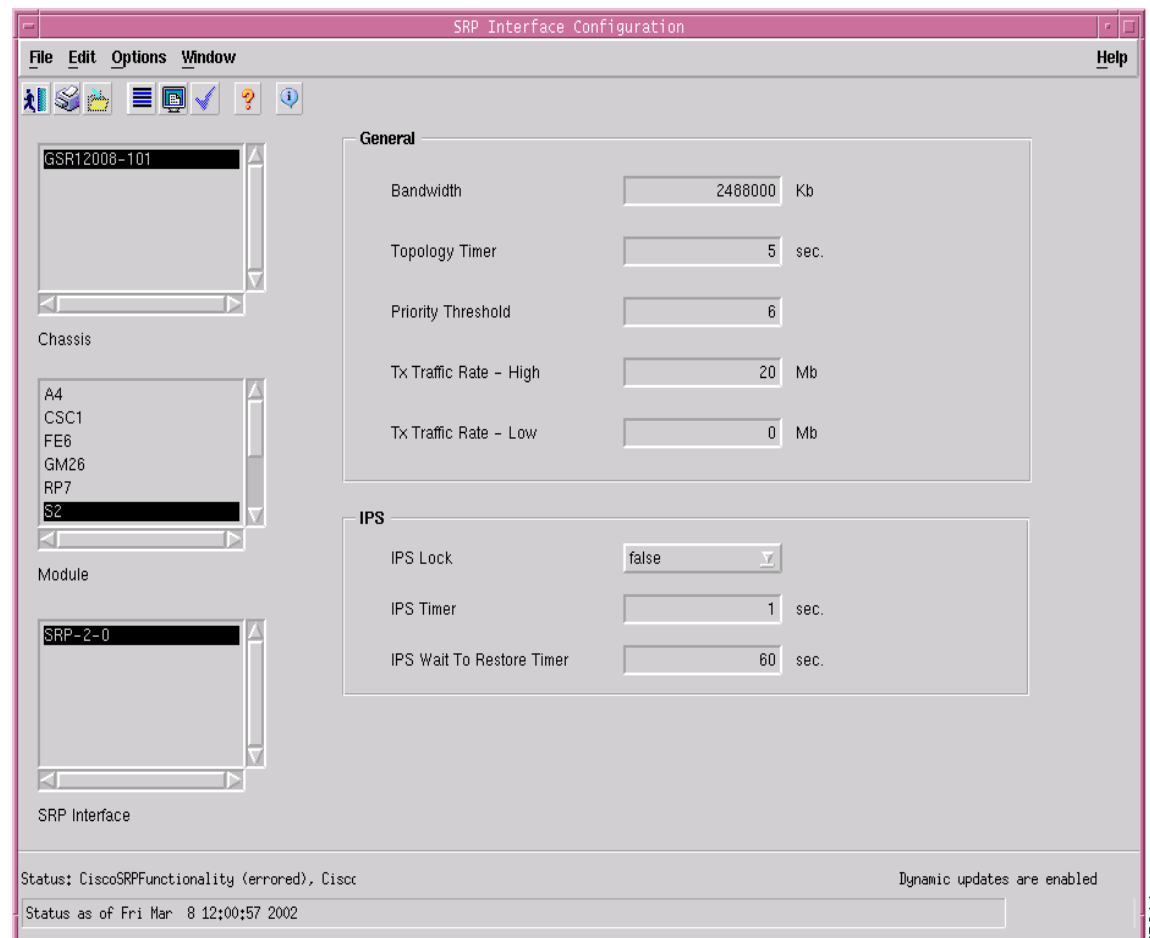 SRP Interface Configuration
File Edit Options Window Help
GSR12008-101
Chassis
A4
CSC1
FE6
GM26
RP7
S2
Module
SRP-2-0
SRP Interface
General
Bandwidth 2488000 Kb
Topology Timer 5 sec.
Priority Threshold 6
Tx Traffic Rate - High 20 Mb
Tx Traffic Rate - Low 0 Mb
IPS
IPS Lock false
IPS Timer 1 sec.
IPS Wait To Restore Timer 60 sec.
Status: CiscoSRPFunctionality (errored), Cisc Dynamic updates are enabled
Status as of Fri Mar 8 12:00:57 2002